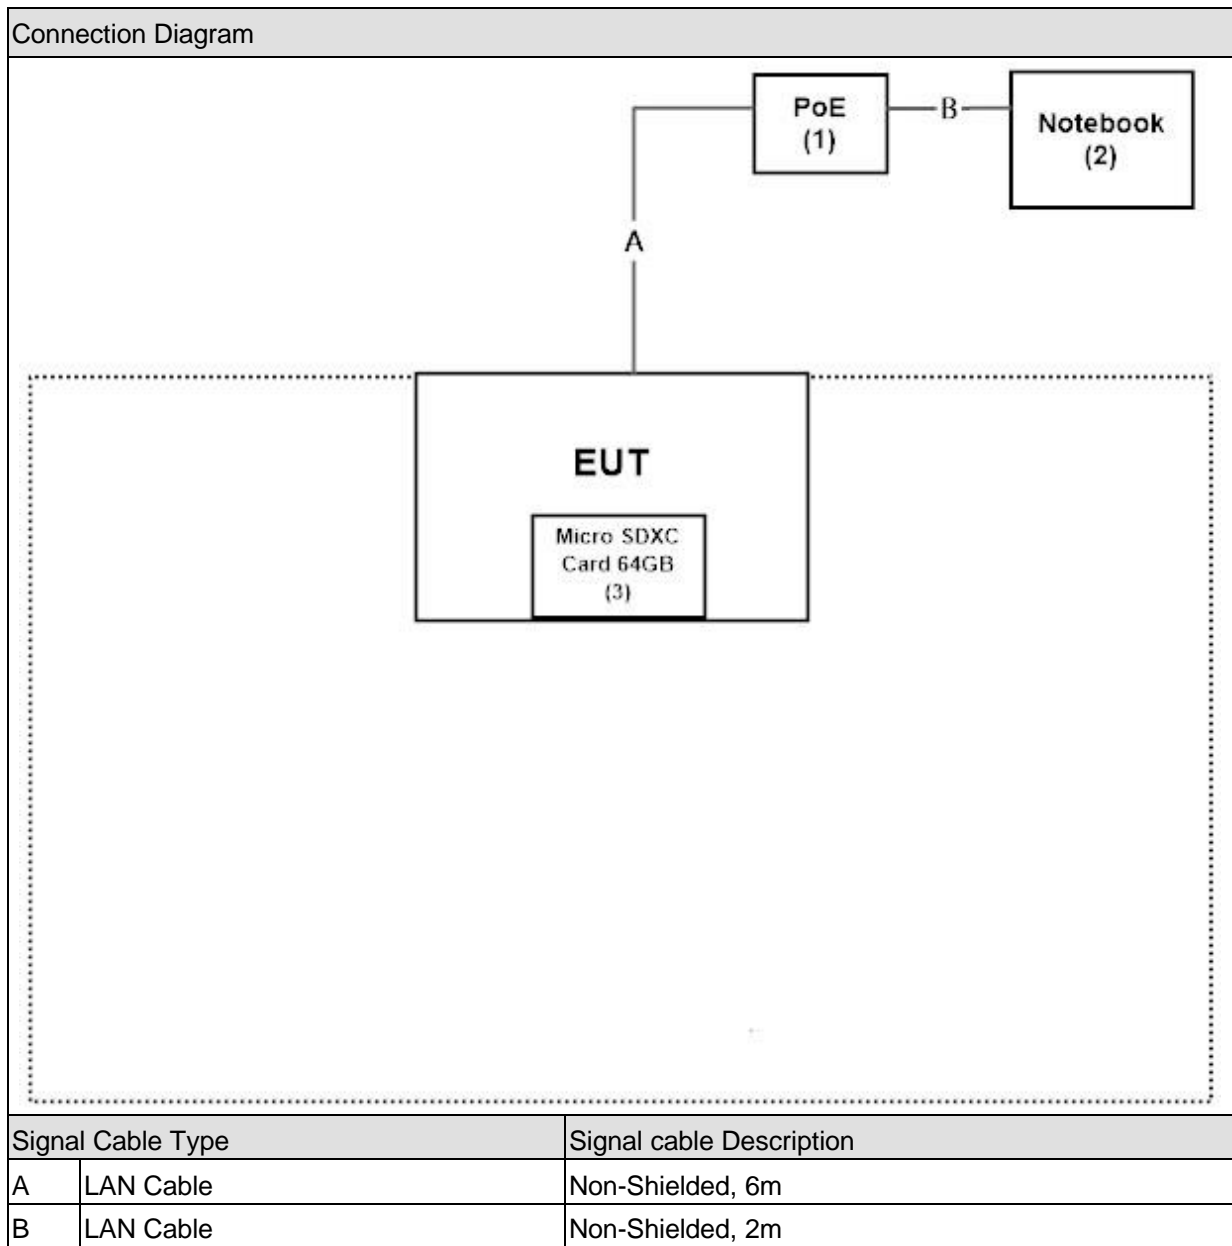 Connection Diagram
PoE
(1)
B
Notebook
(2)
A
EUT
Micro SDXC
Card 64GB
(3)
Signal Cable Type Signal cable Description
A LAN Cable Non-Shielded, 6m
B LAN Cable Non-Shielded, 2m